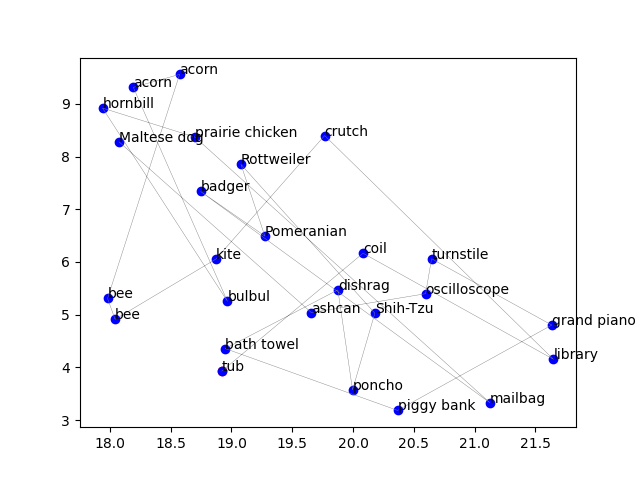 acorn
acorn
hornbill
prairie chicken
crutch
Maltese dog
Rottweiler
badger
Pomeranian
coil
kite
turnstile
dishrag
oscilloscope
bee
bulbul
bee
ashcan
Shih-Tzu
grand piano
bath towel
library
tub
poncho
mailbag
piggy bank
9
8
7
6
5
4
3
18.0 18.5 19.0 19.5 20.0 20.5 21.0 21.5